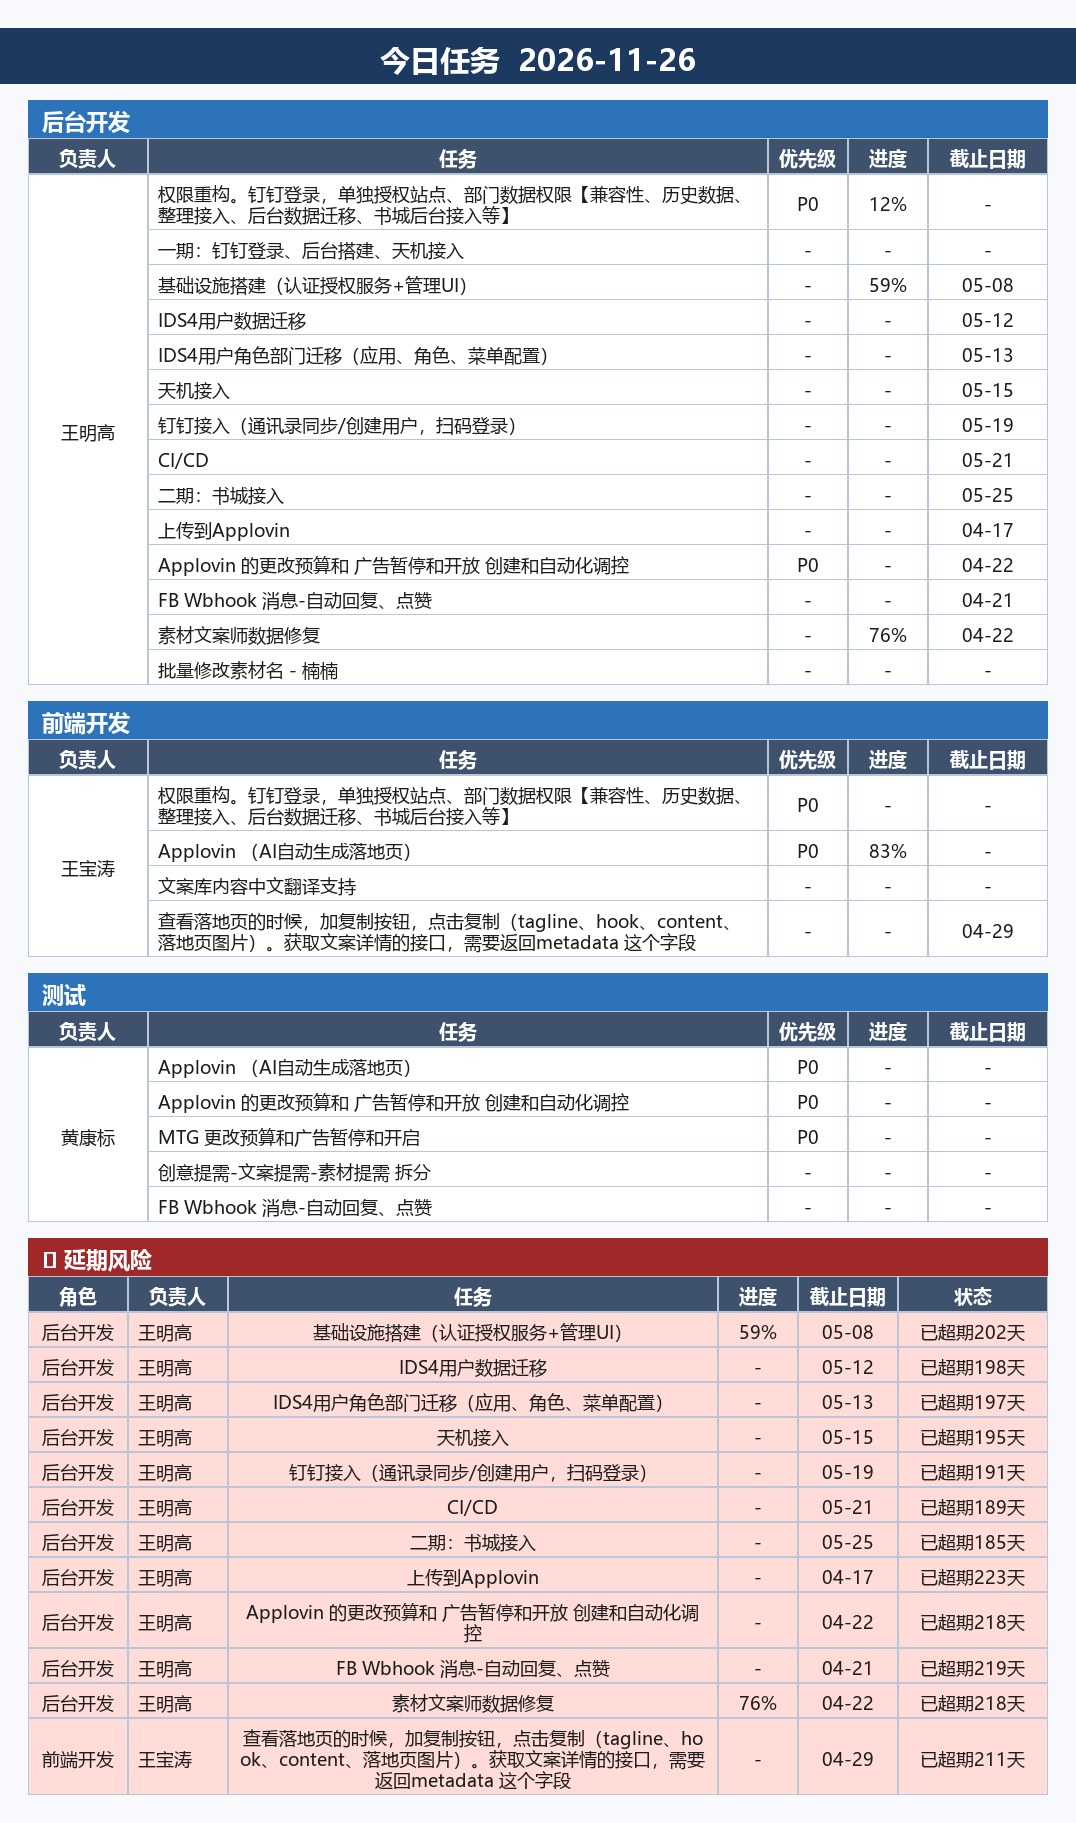 今日任务 2026-11-26
后台开发
负责人 任务 优先级 进度 截止日期
王明高
权限重构。钉钉登录，单独授权站点、部门数据权限【兼容性、历史数据、
整理接入、后台数据迁移、书城后台接入等】 P0 12% -
一期：钉钉登录、后台搭建、天机接入 - - -
基础设施搭建（认证授权服务+管理UI） - 59% 05-08
IDS4用户数据迁移 - - 05-12
IDS4用户角色部门迁移（应用、角色、菜单配置） - - 05-13
天机接入 - - 05-15
钉钉接入（通讯录同步/创建用户，扫码登录） - - 05-19
CI/CD - - 05-21
二期：书城接入 - - 05-25
上传到Applovin - - 04-17
Applovin 的更改预算和 广告暂停和开放 创建和自动化调控 P0 - 04-22
FB Wbhook 消息-自动回复、点赞 - - 04-21
素材文案师数据修复 - 76% 04-22
批量修改素材名 - 楠楠 - - -
前端开发
负责人 任务 优先级 进度 截止日期
王宝涛
权限重构。钉钉登录，单独授权站点、部门数据权限【兼容性、历史数据、
整理接入、后台数据迁移、书城后台接入等】 P0 - -
Applovin （AI自动生成落地页） P0 83% -
文案库内容中文翻译支持 - - -
查看落地页的时候，加复制按钮，点击复制（tagline、hook、content、
落地页图片）。获取文案详情的接口，需要返回metadata 这个字段 - - 04-29
测试
负责人 任务 优先级 进度 截止日期
黄康标
Applovin （AI自动生成落地页） P0 - -
Applovin 的更改预算和 广告暂停和开放 创建和自动化调控 P0 - -
MTG 更改预算和广告暂停和开启 P0 - -
创意提需-文案提需-素材提需 拆分 - - -
FB Wbhook 消息-自动回复、点赞 - - -
延期风险
角色 负责人 任务 进度 截止日期 状态
后台开发 王明高 基础设施搭建（认证授权服务+管理UI） 59% 05-08 已超期202天
后台开发 王明高 IDS4用户数据迁移 - 05-12 已超期198天
后台开发 王明高 IDS4用户角色部门迁移（应用、角色、菜单配置） - 05-13 已超期197天
后台开发 王明高 天机接入 - 05-15 已超期195天
后台开发 王明高 钉钉接入（通讯录同步/创建用户，扫码登录） - 05-19 已超期191天
后台开发 王明高 CI/CD - 05-21 已超期189天
后台开发 王明高 二期：书城接入 - 05-25 已超期185天
后台开发 王明高 上传到Applovin - 04-17 已超期223天
后台开发 王明高 Applovin 的更改预算和 广告暂停和开放 创建和自动化调
控 - 04-22 已超期218天
后台开发 王明高 FB Wbhook 消息-自动回复、点赞 - 04-21 已超期219天
后台开发 王明高 素材文案师数据修复 76% 04-22 已超期218天
前端开发 王宝涛 查看落地页的时候，加复制按钮，点击复制（tagline、ho
ok、content、落地页图片）。获取文案详情的接口，需要
返回metadata 这个字段 - 04-29 已超期211天